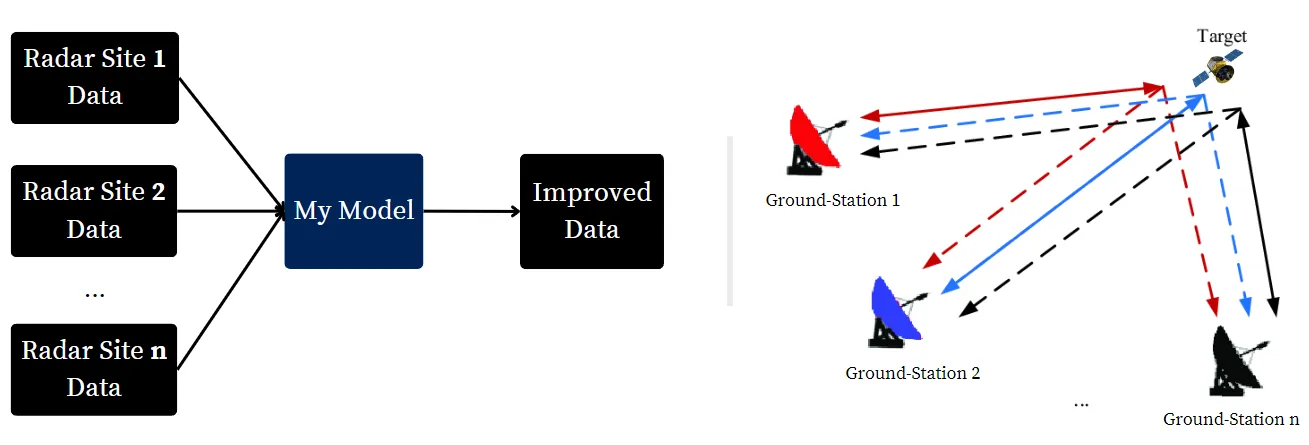 Radar Site 1
Data
Radar Site 2
Data
...
Radar Site n
Data
My Model
Improved
Data
Target
Ground-Station 1
Ground-Station 2
...
Ground-Station n